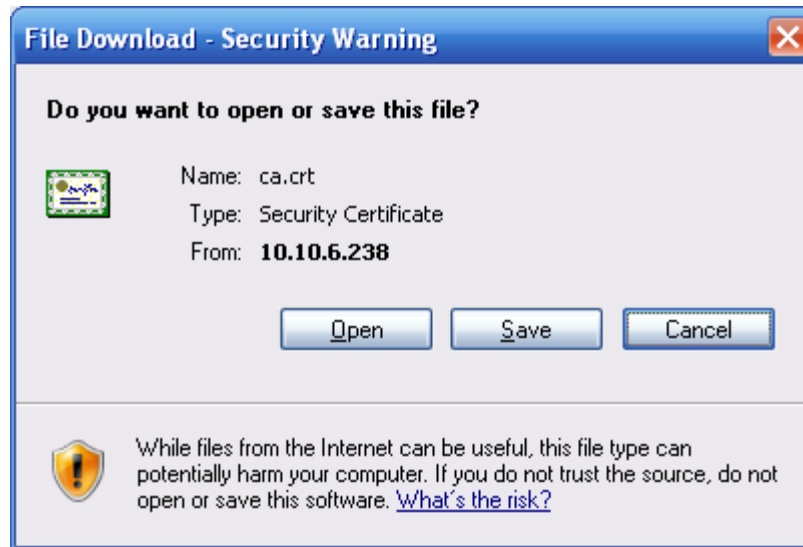 File Download - Security Warning
Do you want to open or save this file?
Name: ca.crt
Type: Security Certificate
From: 10.10.6.238
Open Save Cancel
While files from the Internet can be useful, this file type can
potentially harm your computer. If you do not trust the source, do not
open or save this software. What's the risk?